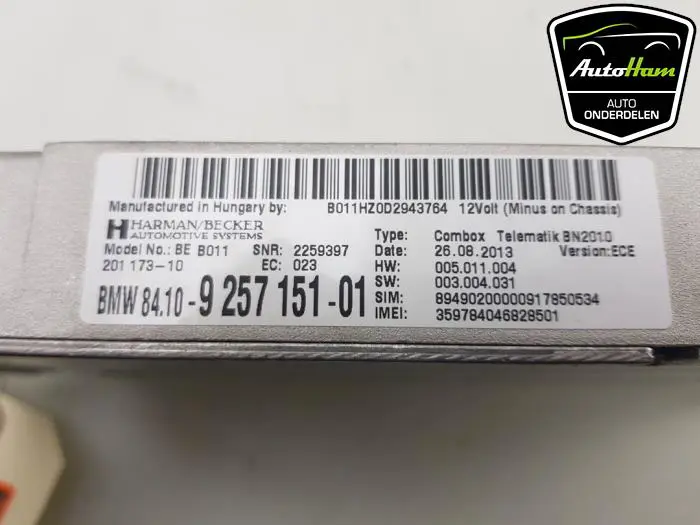 AutoHam
AUTO
ONDERDELEN
Manufactured in Hungary by: B011HZ0D2943764 12Volt (Minus on Chassis)
HARMAN/BECKER
AUTOMOTIVE SYSTEMS
Model No.: BE B011 SNR: 2259397
201 173-10 EC: 023
BMW 84.10-9 257 151-01
Type: Combox Telematik BN2010
Date: 26.08.2013 Version: ECE
HW: 005.011.004
SW: 003.004.031
SIM: 89490200000917850534
IMEI: 359784046828501